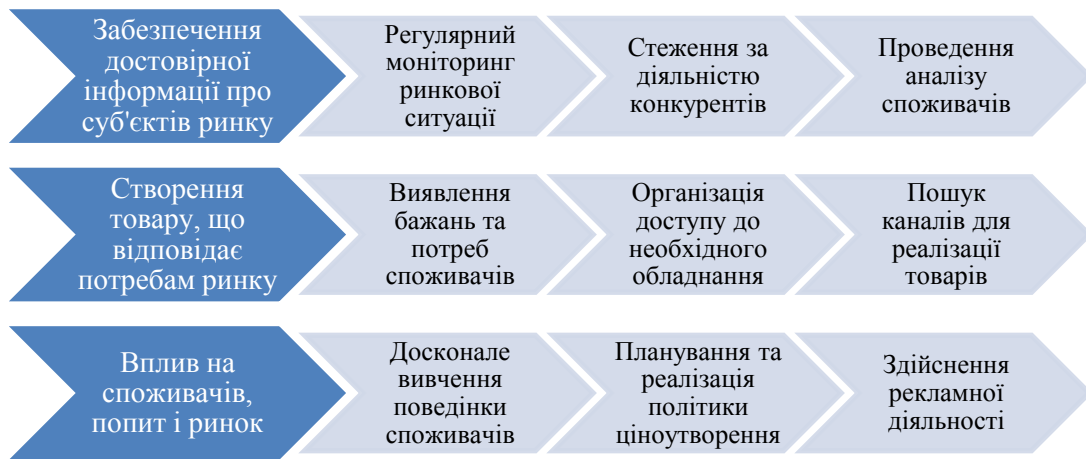 Забезпечення
достовірної
інформації про
суб'єктів ринку
Регулярний
моніторинг
ринкової
ситуації
Стеження за
діяльністю
конкурентів
Проведення
аналізу
споживачів
Створення
товару, що
відповідає
потребам ринку
Виявлення
бажань та
потреб
споживачів
Організація
доступу до
необхідного
обладнання
Пошук
каналів для
реалізації
товарів
Вплив на
споживачів,
попит і ринок
Досконале
вивчення
поведінки
споживачів
Планування та
реалізація
політики
ціноутворення
Здійснення
рекламної
діяльності